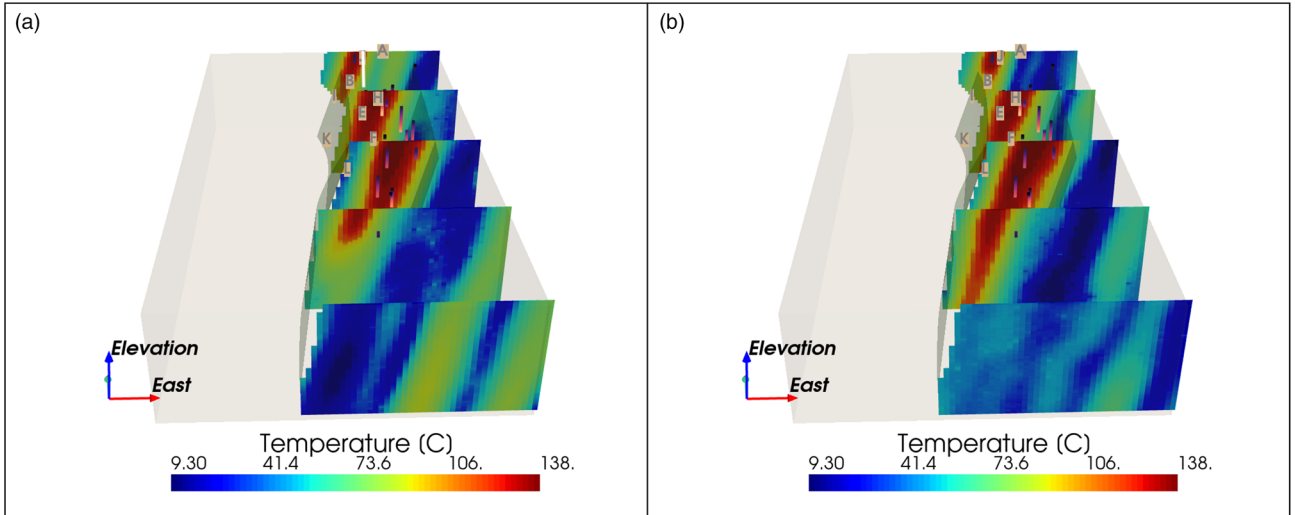 (a)
A
B
H
E
F
K
L
Elevation
East
Temperature (C)
9.30 41.4 73.6 106. 138.
(b)
J A
B
H
E
F
K
L
Elevation
East
Temperature (C)
9.30 41.4 73.6 106. 138.